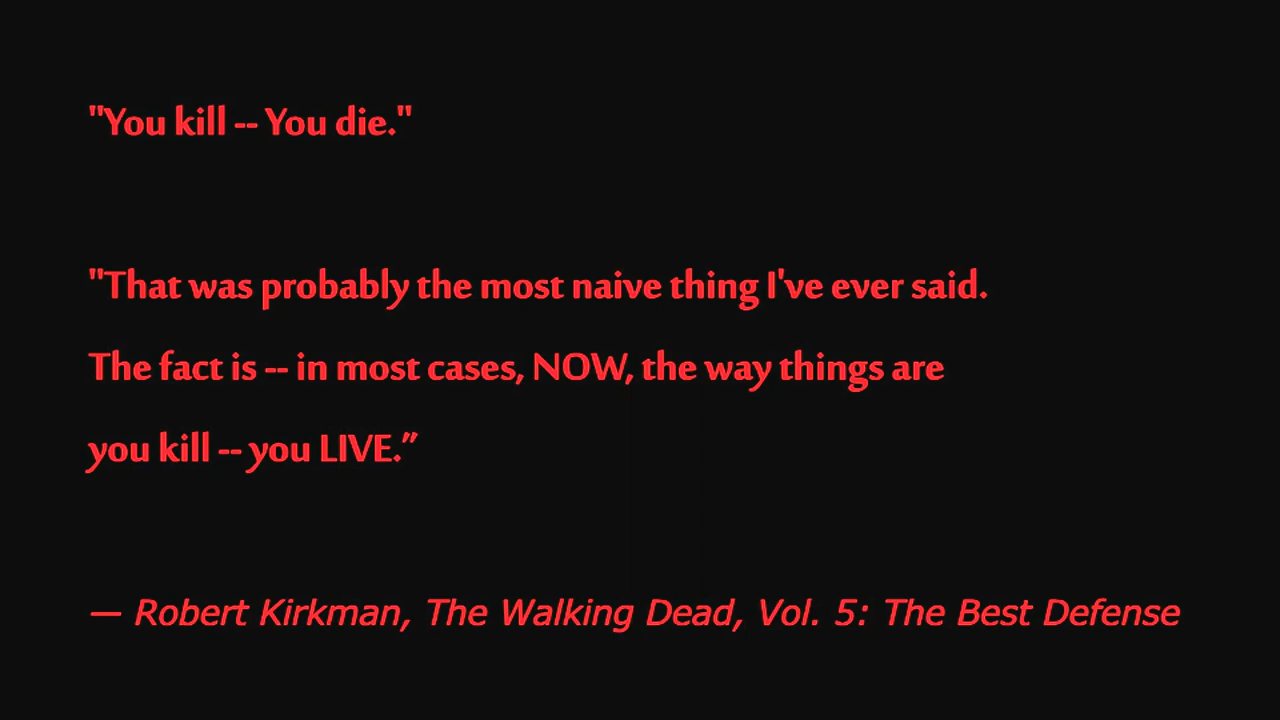 "You kill -- You die."
"That was probably the most naive thing I've ever said.
The fact is -- in most cases, NOW, the way things are
you kill -- you LIVE.”
— Robert Kirkman, The Walking Dead, Vol. 5: The Best Defense